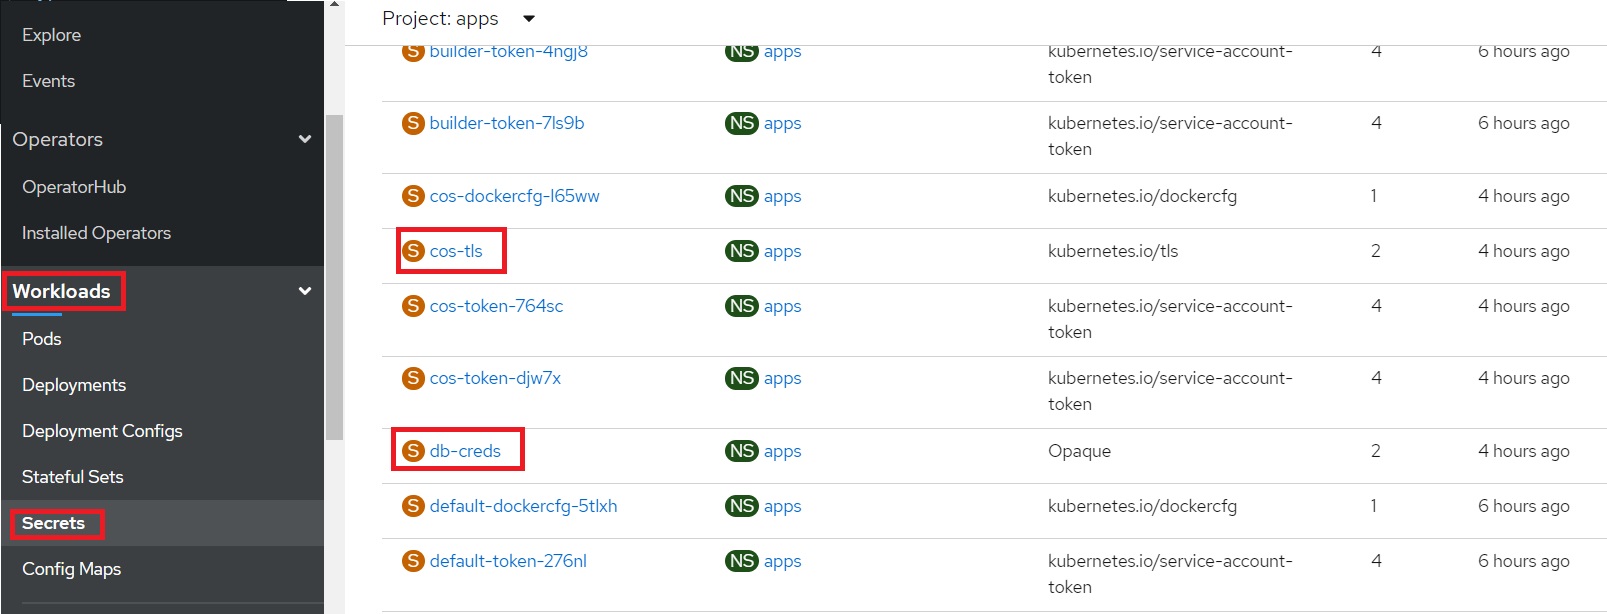 Explore
Events
Operators
OperatorHub
Installed Operators
Workloads
Pods
Deployments
Deployment Configs
Stateful Sets
Secrets
Config Maps
Project: apps
S builder-token-4ngj8 NS apps kubernetes.io/service-account- 4 6 hours ago
token
S builder-token-7ls9b NS apps kubernetes.io/service-account- 4 6 hours ago
token
S cos-dockercfg-l65ww NS apps kubernetes.io/dockercfg 1 4 hours ago
S cos-tls NS apps kubernetes.io/tls 2 4 hours ago
S cos-token-764sc NS apps kubernetes.io/service-account- 4 4 hours ago
token
S cos-token-djw7x NS apps kubernetes.io/service-account- 4 4 hours ago
token
S db-creds NS apps Opaque 2 4 hours ago
S default-dockercfg-5tlxh NS apps kubernetes.io/dockercfg 1 6 hours ago
S default-token-276nl NS apps kubernetes.io/service-account- 4 6 hours ago
token